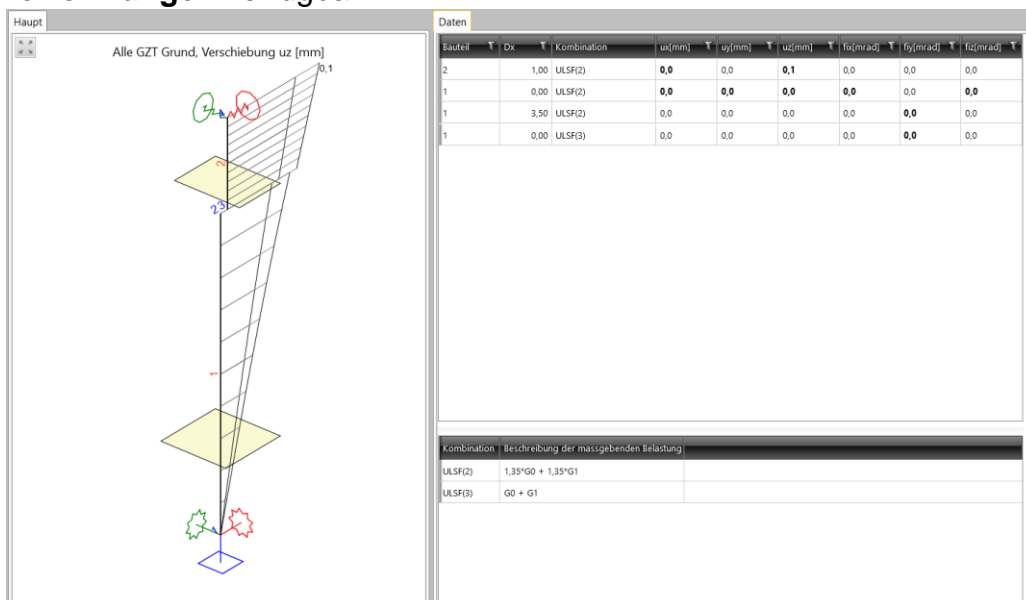 Haupt
Alle GZT Grund, Verschiebung uz [mm]
0,1
2
23
1
Daten
Bauteil Dx Kombination ux[mm] uy[mm] uz[mm] fix[mrad] fiy[mrad] fiz[mrad]
2 1,00 ULSF(2) 0,0 0,0 0,1 0,0 0,0 0,0
1 0,00 ULSF(2) 0,0 0,0 0,0 0,0 0,0 0,0
1 3,50 ULSF(2) 0,0 0,0 0,0 0,0 0,0 0,0
1 0,00 ULSF(3) 0,0 0,0 0,0 0,0 0,0 0,0
Kombination Beschreibung der massgebenden Belastung
ULSF(2) 1,35*G0 + 1,35*G1
ULSF(3) G0 + G1